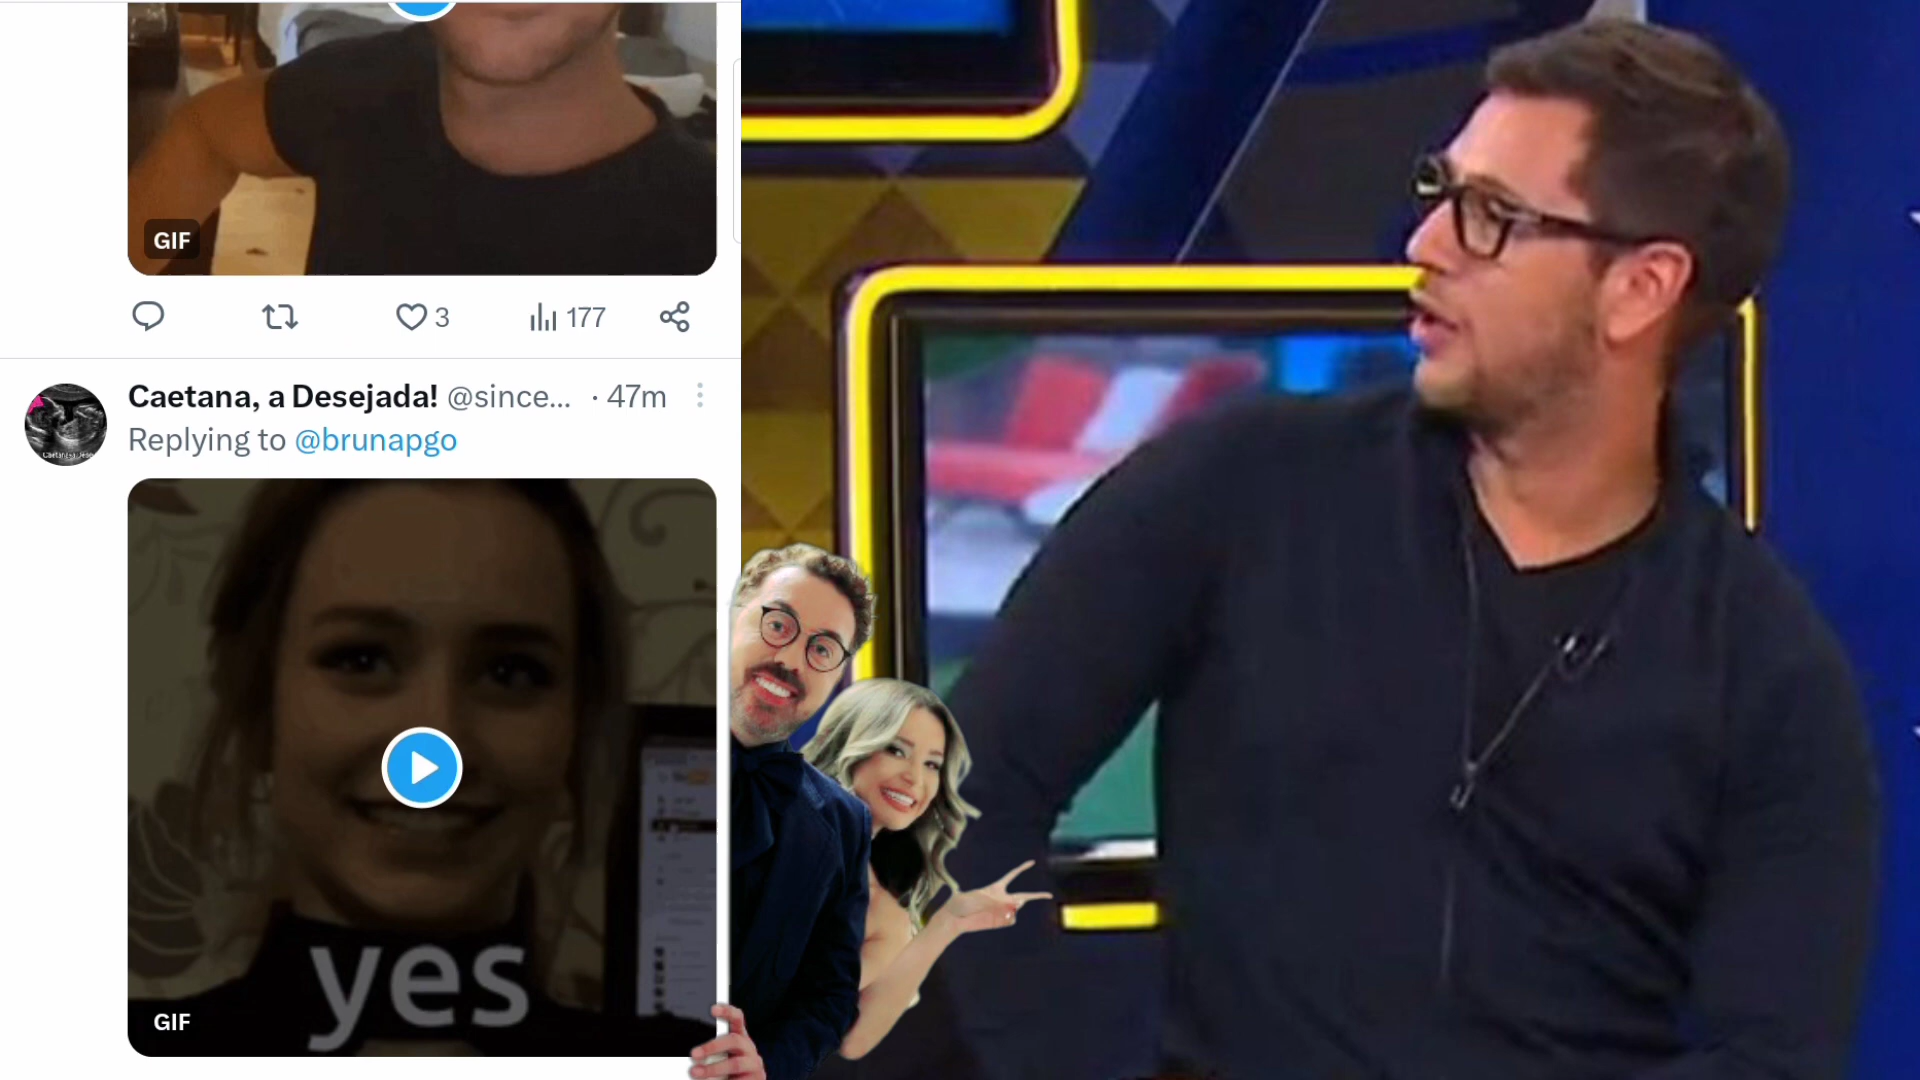 GIF
3
177
Caetana, a Desejada! @since... · 47m
Replying to @brunapgo
yes
GIF